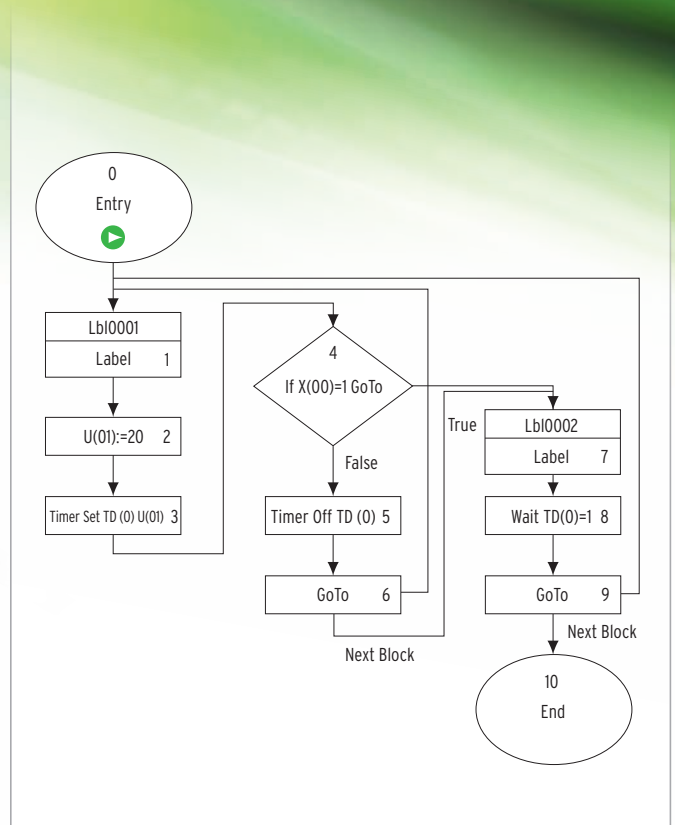 0
Entry
Lbl0001
Label 1
U(01):=20 2
Timer Set TD (0) U(01) 3
4
If X(00)=1 GoTo
False
Timer Off TD (0) 5
GoTo 6
Next Block
True
Lbl0002
Label 7
Wait TD(0)=1 8
GoTo 9
Next Block
10
End